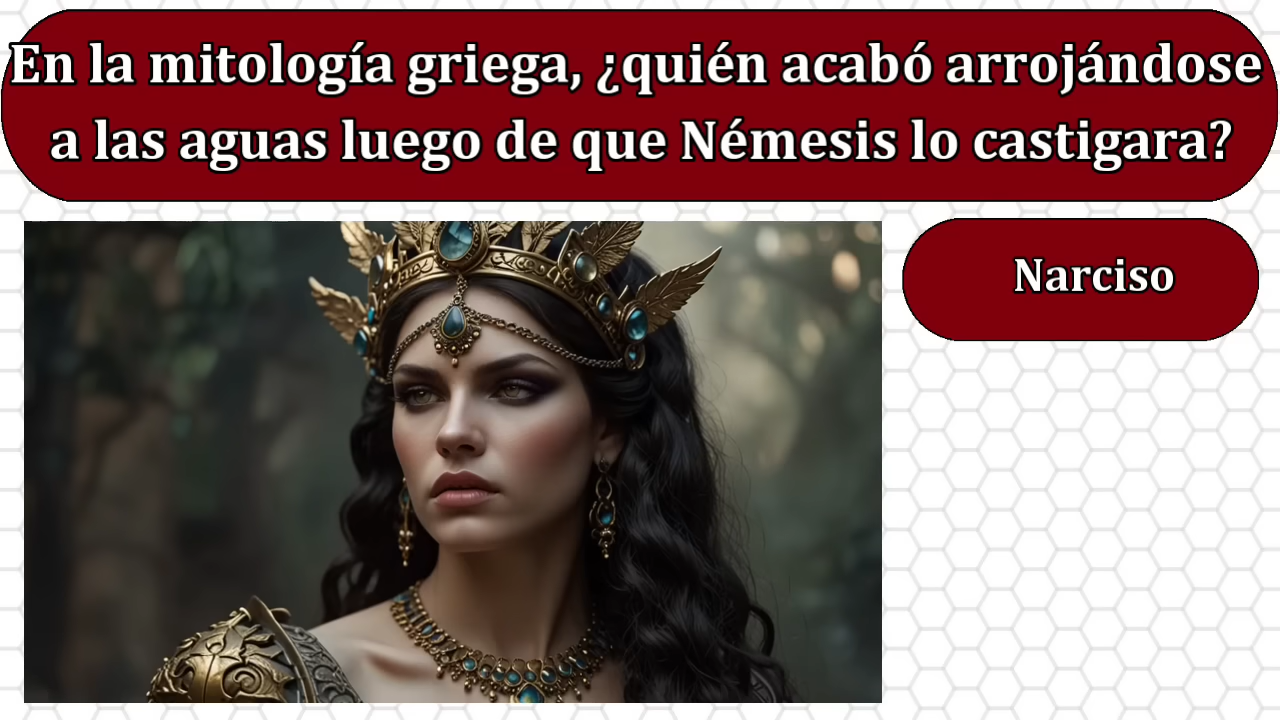 En la mitología griega, ¿quién acabó arrojándose
a las aguas luego de que Némesis lo castigara?
Narciso